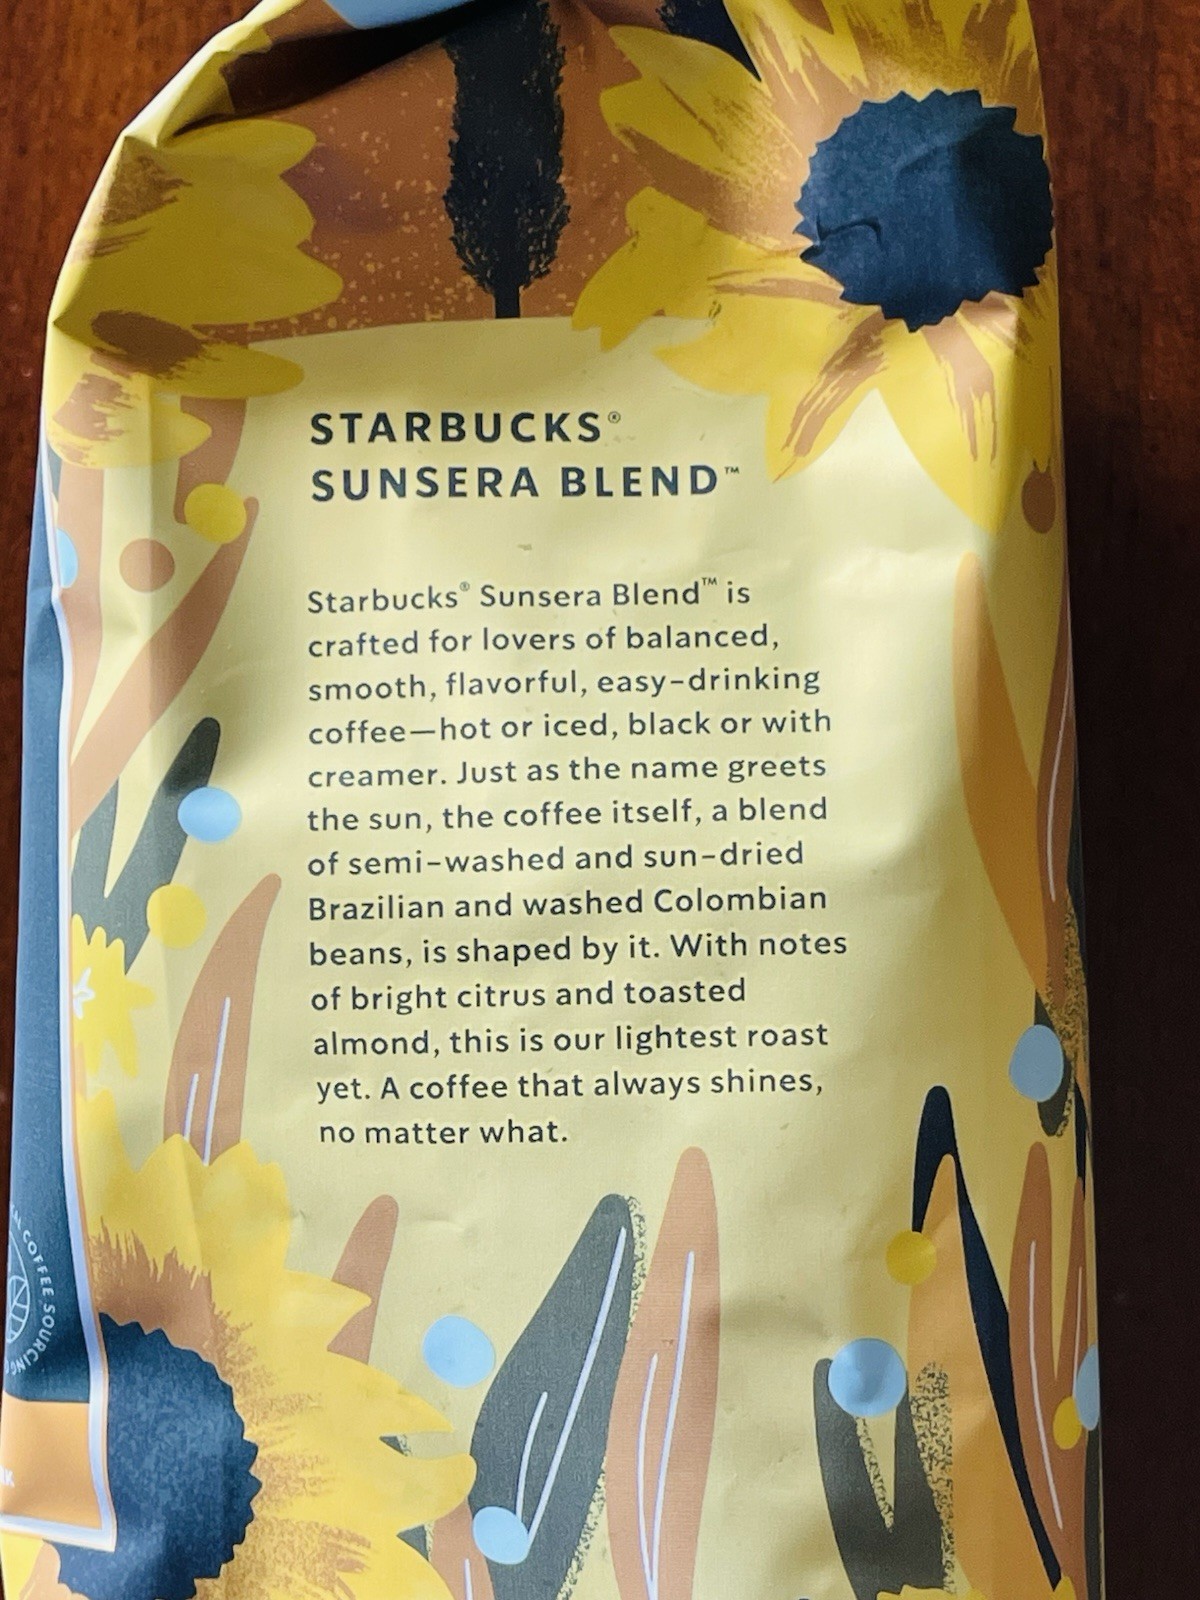 STARBUCKS®
SUNSERA BLEND™
Starbucks® Sunsera Blend™ is
crafted for lovers of balanced,
smooth, flavorful, easy-drinking
coffee—hot or iced, black or with
creamer. Just as the name greets
the sun, the coffee itself, a blend
of semi-washed and sun-dried
Brazilian and washed Colombian
beans, is shaped by it. With notes
of bright citrus and toasted
almond, this is our lightest roast
yet. A coffee that always shines,
no matter what.
COFFEE SOURCING